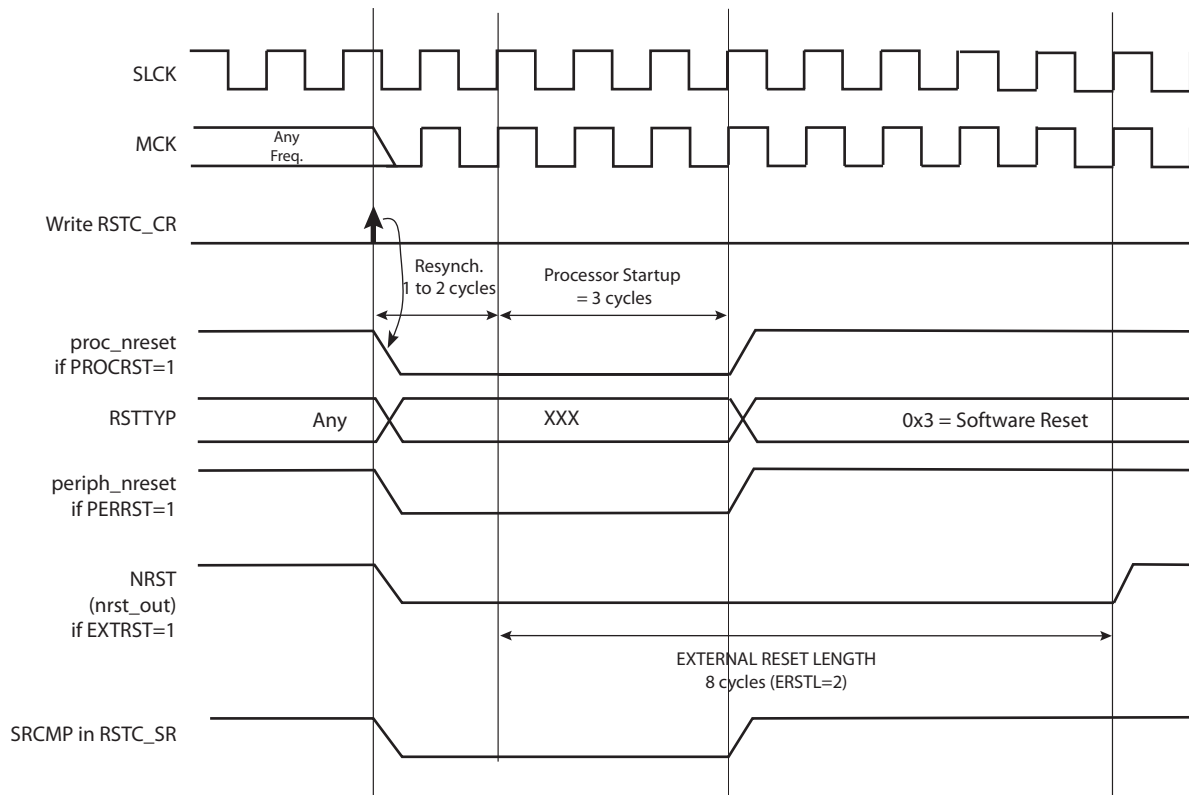 SLCK
MCK
Any
Freq.
Write RSTC_CR
Resynch.
1 to 2 cycles
Processor Startup
= 3 cycles
proc_nreset
if PROCRST=1
RSTTYP
Any
XXX
0x3 = Software Reset
periph_nreset
if PERRST=1
NRST
(nrst_out)
if EXTRST=1
EXTERNAL RESET LENGTH
8 cycles (ERSTL=2)
SRCMP in RSTC_SR